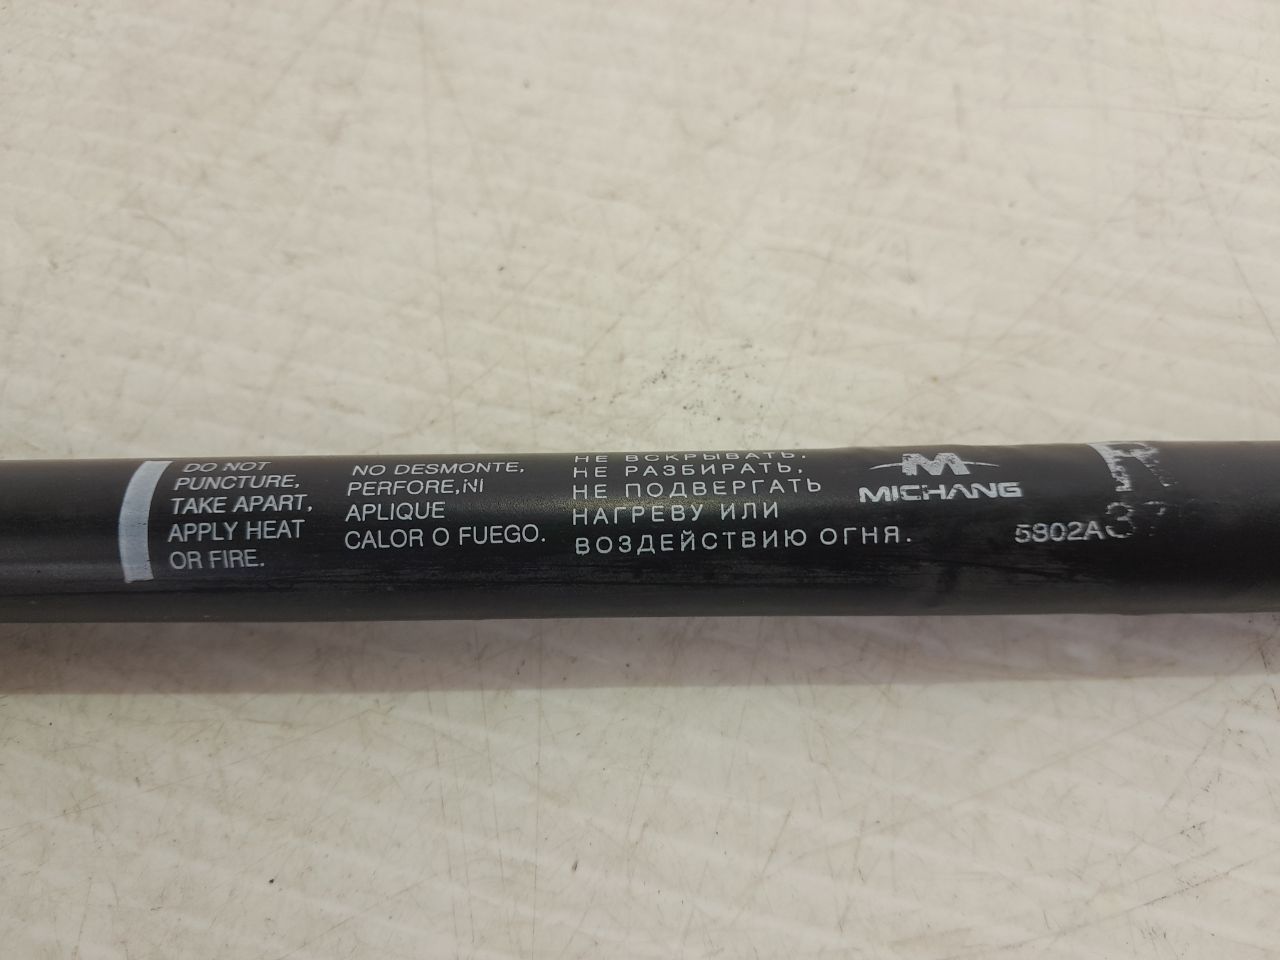 DO NOT
PUNCTURE,
TAKE APART,
APPLY HEAT
OR FIRE.
NO DESMONTE,
PERFORE,NI
APLIQUE
CALOR O FUEGO.
НЕ ВСКРЫВАТЬ,
НЕ РАЗБИРАТЬ,
НЕ ПОДВЕРГАТЬ
НАГРЕВУ ИЛИ
ВОЗДЕЙСТВИЮ ОГНЯ.
M
MICHANG
5802A